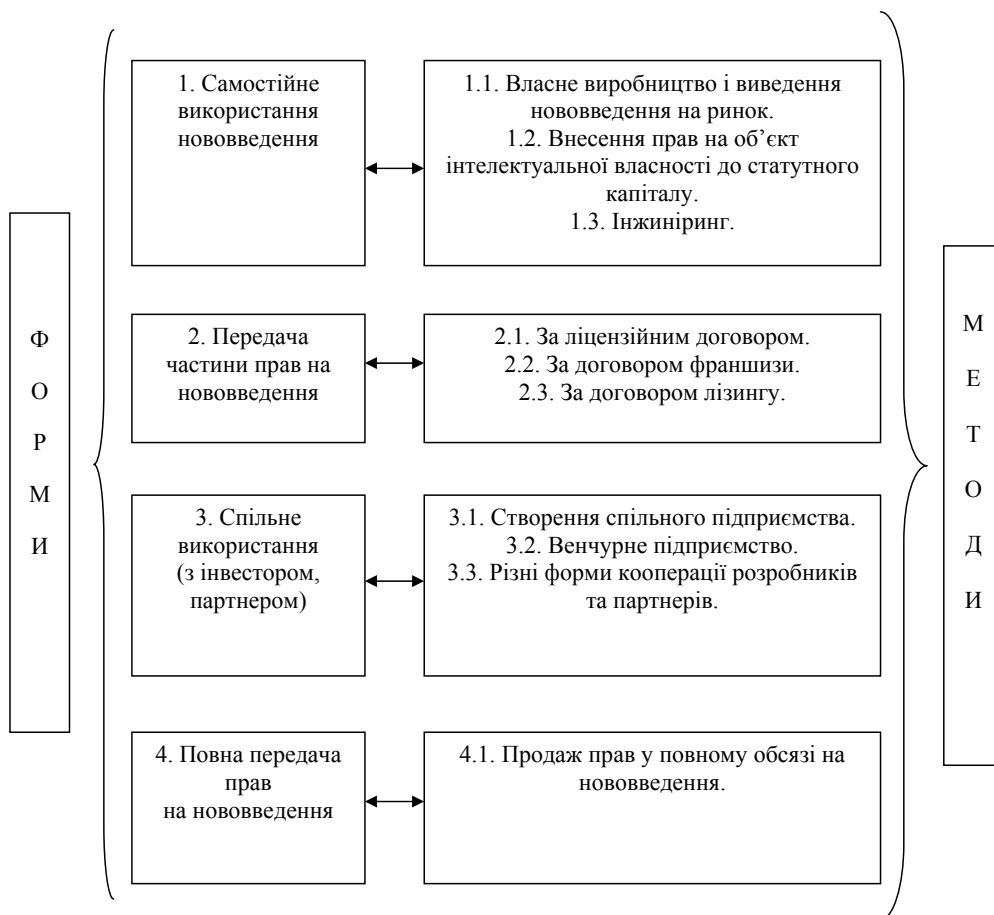 ФОРМИ
1. Самостійне
використання
нововведення
1.1. Власне виробництво і виведення
нововведення на ринок.
1.2. Внесення прав на об’єкт
інтелектуальної власності до статутного
капіталу.
1.3. Інжиніринг.
2. Передача
частини прав на
нововведення
2.1. За ліцензійним договором.
2.2. За договором франшизи.
2.3. За договором лізингу.
3. Спільне
використання
(з інвестором,
партнером)
3.1. Створення спільного підприємства.
3.2. Венчурне підприємство.
3.3. Різні форми кооперації розробників
та партнерів.
4. Повна передача
прав
на нововведення
4.1. Продаж прав у повному обсязі на
нововведення.
МЕТОДИ